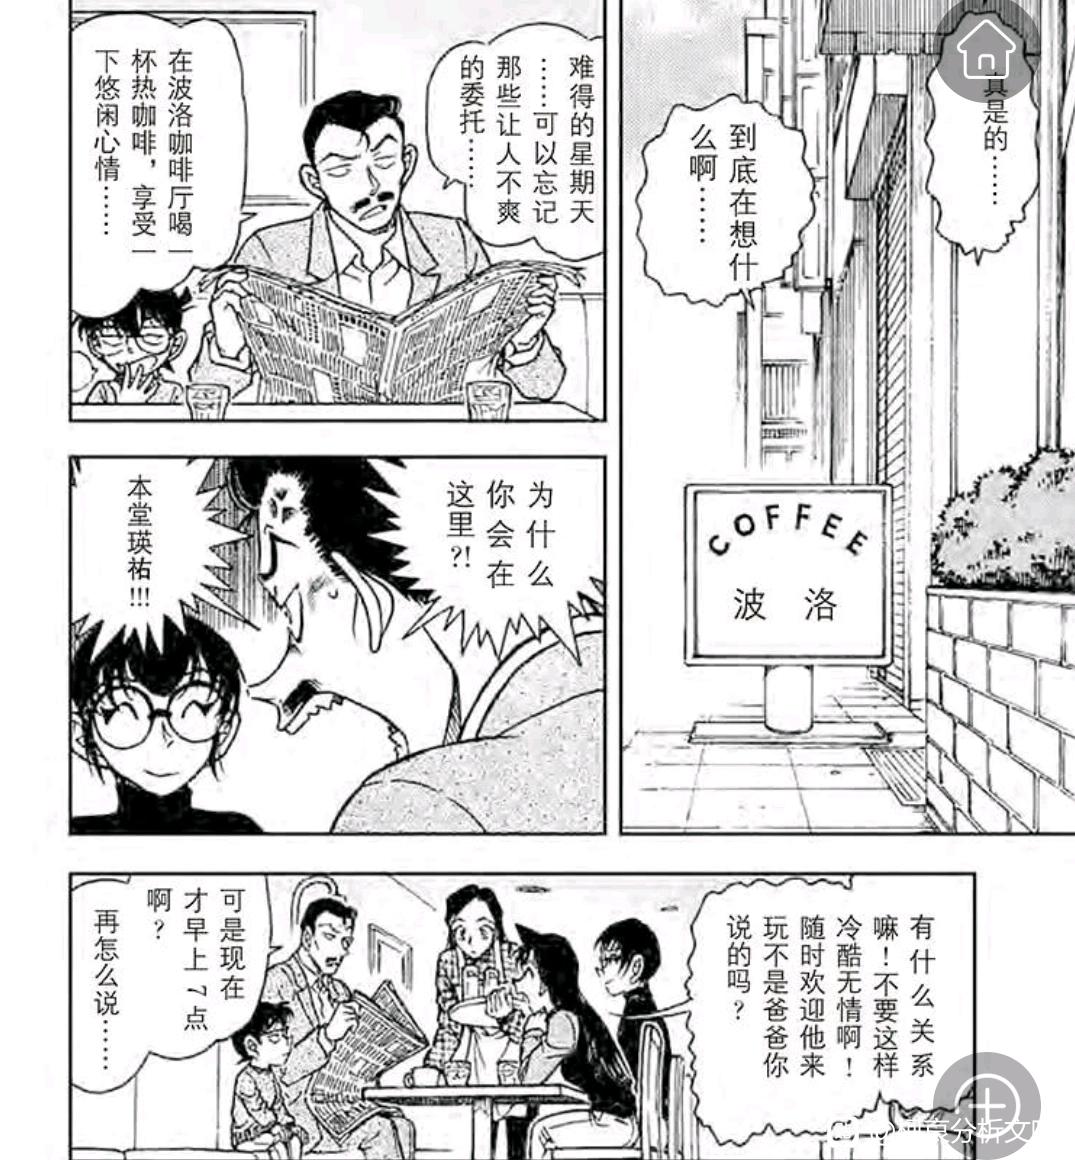 真是的……
到底在想什
么啊……
COFFEE
波洛
难得的星期天
……可以忘记
那些让人不爽
的委托……
在波洛咖啡厅喝一
杯热咖啡，享受一
下悠闲心情……
为什么
你会在
这里?!
本堂瑛祐!!!
有什么关系
嘛！不要这样
冷酷无情啊！
随时欢迎他来
玩不是爸爸你
说的吗？
可是现在
才早上7点
啊？
再怎么说……